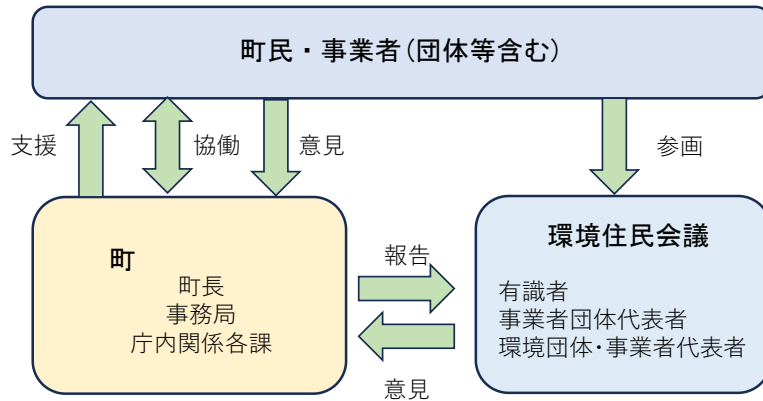 町民・事業者(団体等含む)
支援
協働
意見
参画
町
町長
事務局
庁内関係各課
報告
意見
環境住民会議
有識者
事業者団体代表者
環境団体・事業者代表者